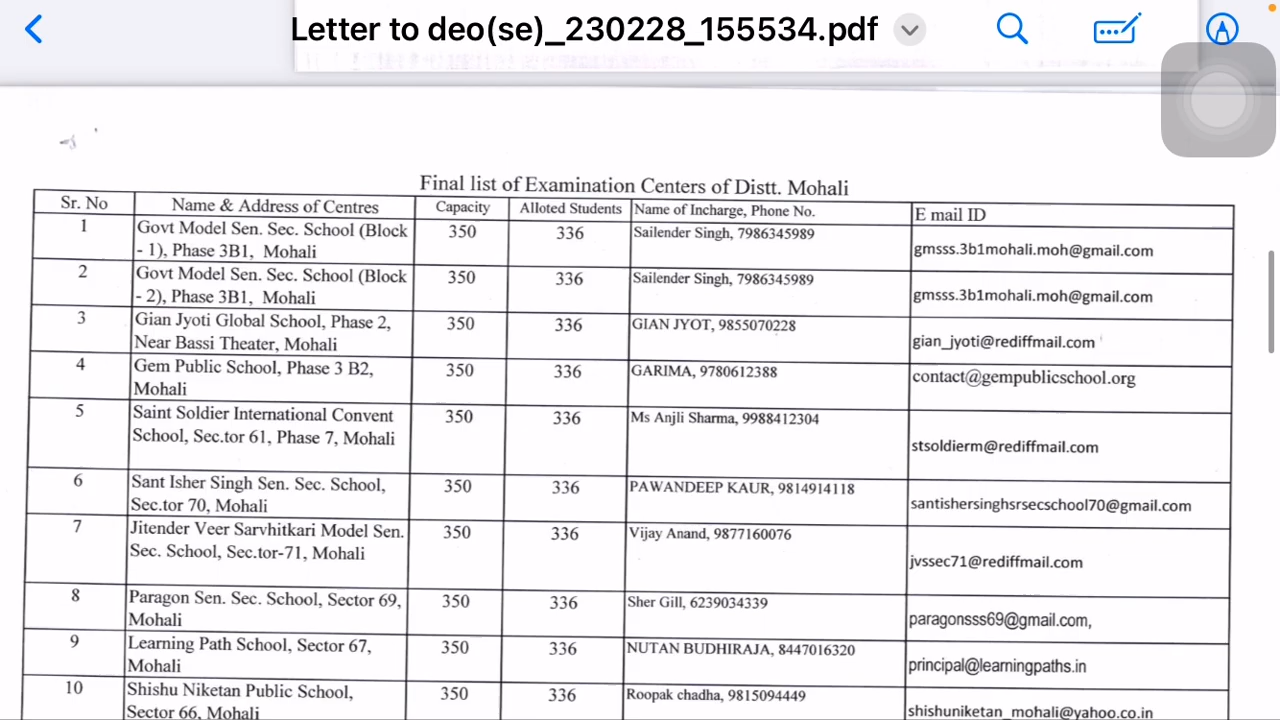 Letter to deo(se)_230228_155534.pdf
Final list of Examination Centers of Distt. Mohali
Sr. No Name & Address of Centres Capacity Alloted Students Name of Incharge, Phone No. E mail ID
1 Govt Model Sen. Sec. School (Block 350 336 Sailender Singh, 7986345989 gmsss.3b1mohali.moh@gmail.com
- 1), Phase 3B1, Mohali
2 Govt Model Sen. Sec. School (Block 350 336 Sailender Singh, 7986345989 gmsss.3b1mohali.moh@gmail.com
- 2), Phase 3B1, Mohali
3 Gian Jyoti Global School, Phase 2, 350 336 GIAN JYOT, 9855070228 gian_jyoti@rediffmail.com
Near Bassi Theater, Mohali
4 Gem Public School, Phase 3 B2, 350 336 GARIMA, 9780612388 contact@gempublicschool.org
Mohali
5 Saint Soldier International Convent 350 336 Ms Anjli Sharma, 9988412304 stsoldierm@rediffmail.com
School, Sec.tor 61, Phase 7, Mohali
6 Sant Isher Singh Sen. Sec. School, 350 336 PAWANDEEP KAUR, 9814914118 santishersinghsrsecschool70@gmail.com
Sec.tor 70, Mohali
7 Jitender Veer Sarvhitkari Model Sen. 350 336 Vijay Anand, 9877160076 jvssec71@rediffmail.com
Sec. School, Sec.tor-71, Mohali
8 Paragon Sen. Sec. School, Sector 69, 350 336 Sher Gill, 6239034339 paragonsss69@gmail.com,
Mohali
9 Learning Path School, Sector 67, 350 336 NUTAN BUDHIRAJA, 8447016320 principal@learningpaths.in
Mohali
10 Shishu Niketan Public School, 350 336 Roopak chadha, 9815094449 shishuniketan_mohali@yahoo.co.in
Sector 66, Mohali